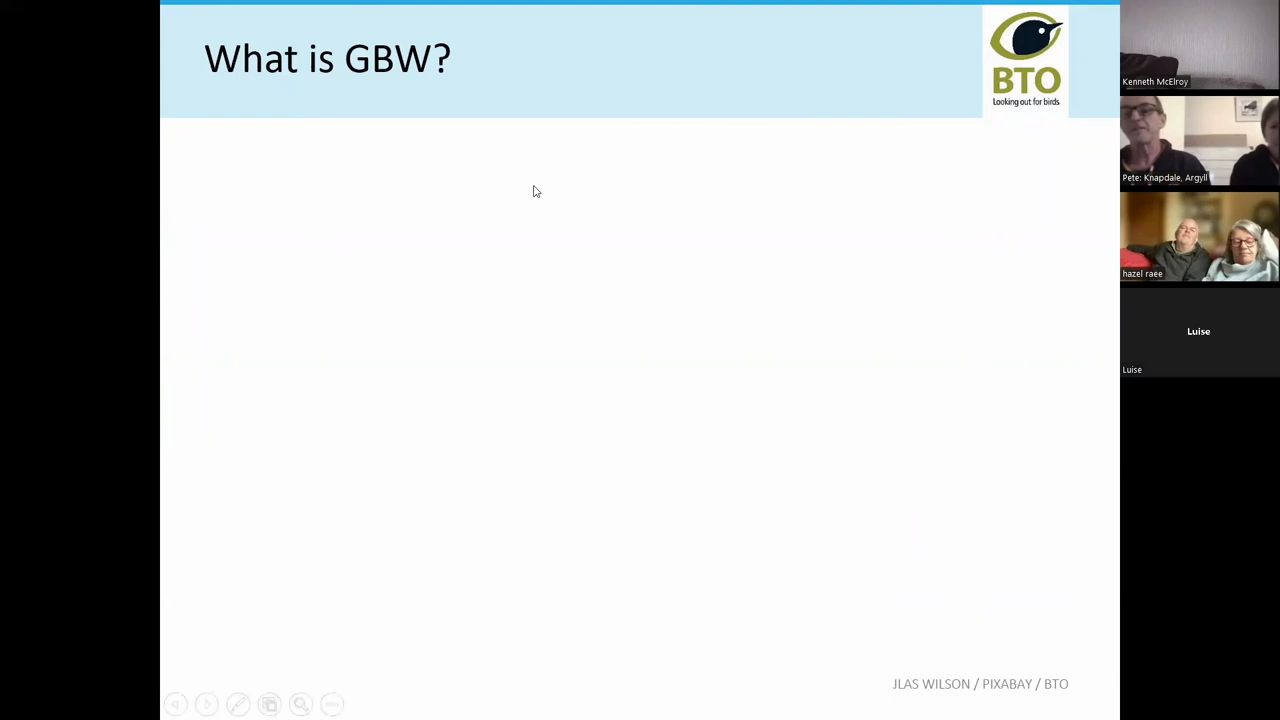 What is GBW?
BTO
Looking out for birds
JLAS WILSON / PIXABAY / BTO
Kenneth McElroy
Pete: Knapdale, Argyll
hazel raee
Luise
Luise